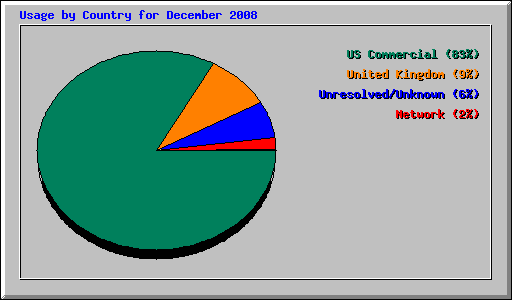 Usage by Country for December 2008
US Commercial (83%)
United Kingdom (9%)
Unresolved/Unknown (6%)
Network (2%)